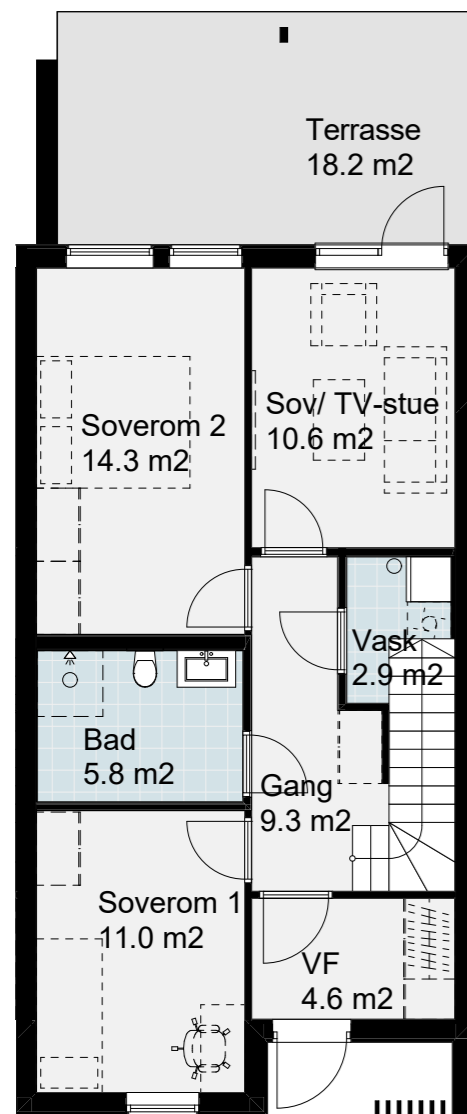 Terrasse
18.2 m2
Soverom 2
14.3 m2
Sov/ TV-stue
10.6 m2
Vask
2.9 m2
Bad
5.8 m2
Gang
9.3 m2
Soverom 1
11.0 m2
VF
4.6 m2